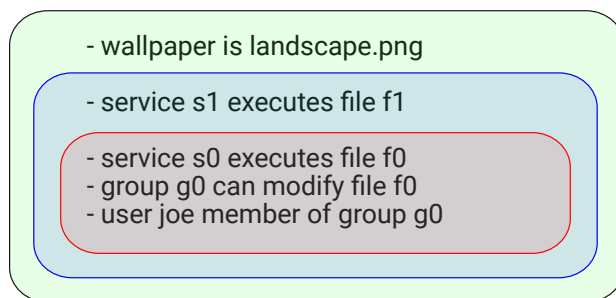 - wallpaper is landscape.png
- service s1 executes file f1
- service s0 executes file f0
- group g0 can modify file f0
- user joe member of group g0